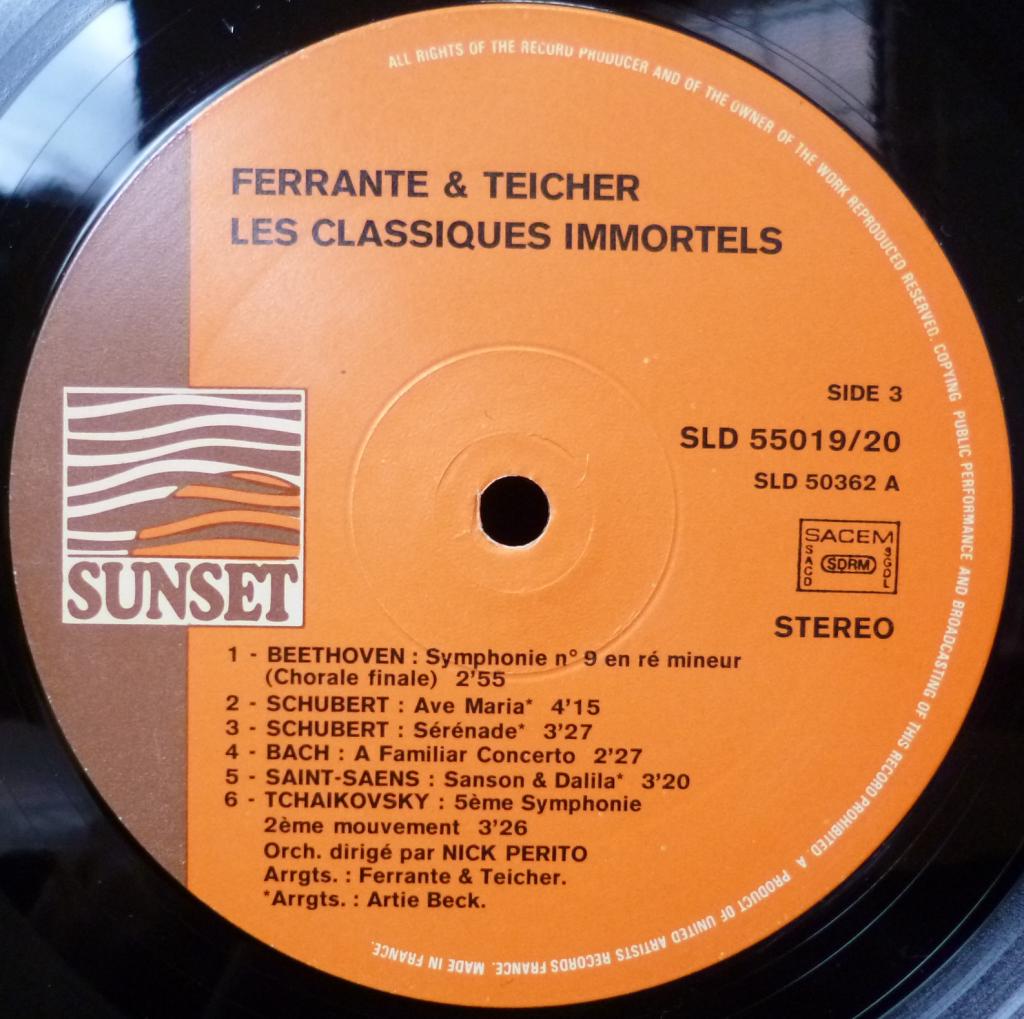 ALL RIGHTS OF THE RECORD PRODUCER AND OF THE OWNER OF THE WORK REPRODUCED RESERVED. COPYING PUBLIC PERFORMANCE AND BROADCASTING OF THIS RECORD PROHIBITED. A PRODUCT OF UNITED ARTISTS RECORDS FRANCE. MADE IN FRANCE.
FERRANTE & TEICHER
LES CLASSIQUES IMMORTELS
SIDE 3
SLD 55019/20
SLD 50362 A
SACEM
SACD
SDRM
SGDL
STEREO
SUNSET
1 - BEETHOVEN : Symphonie n° 9 en ré mineur
(Chorale finale) 2'55
2 - SCHUBERT : Ave Maria* 4'15
3 - SCHUBERT : Sérénade* 3'27
4 - BACH : A Familiar Concerto 2'27
5 - SAINT-SAENS : Sanson & Dalila* 3'20
6 - TCHAIKOVSKY : 5ème Symphonie
2ème mouvement 3'26
Orch. dirigé par NICK PERITO
Arrgts. : Ferrante & Teicher.
*Arrgts. : Artie Beck.